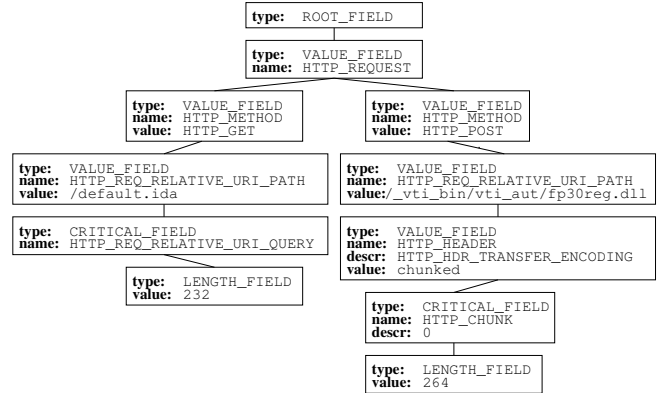 type: ROOT_FIELD
type: VALUE_FIELD
name: HTTP_REQUEST
type: VALUE_FIELD
name: HTTP_METHOD
value: HTTP_GET
type: VALUE_FIELD
name: HTTP_METHOD
value: HTTP_POST
type: VALUE_FIELD
name: HTTP_REQ_RELATIVE_URI_PATH
value: /default.ida
type: VALUE_FIELD
name: HTTP_REQ_RELATIVE_URI_PATH
value:/_vti_bin/vti_aut/fp30reg.dll
type: CRITICAL_FIELD
name: HTTP_REQ_RELATIVE_URI_QUERY
type: VALUE_FIELD
name: HTTP_HEADER
descr: HTTP_HDR_TRANSFER_ENCODING
value: chunked
type: LENGTH_FIELD
value: 232
type: CRITICAL_FIELD
name: HTTP_CHUNK
descr: 0
type: LENGTH_FIELD
value: 264